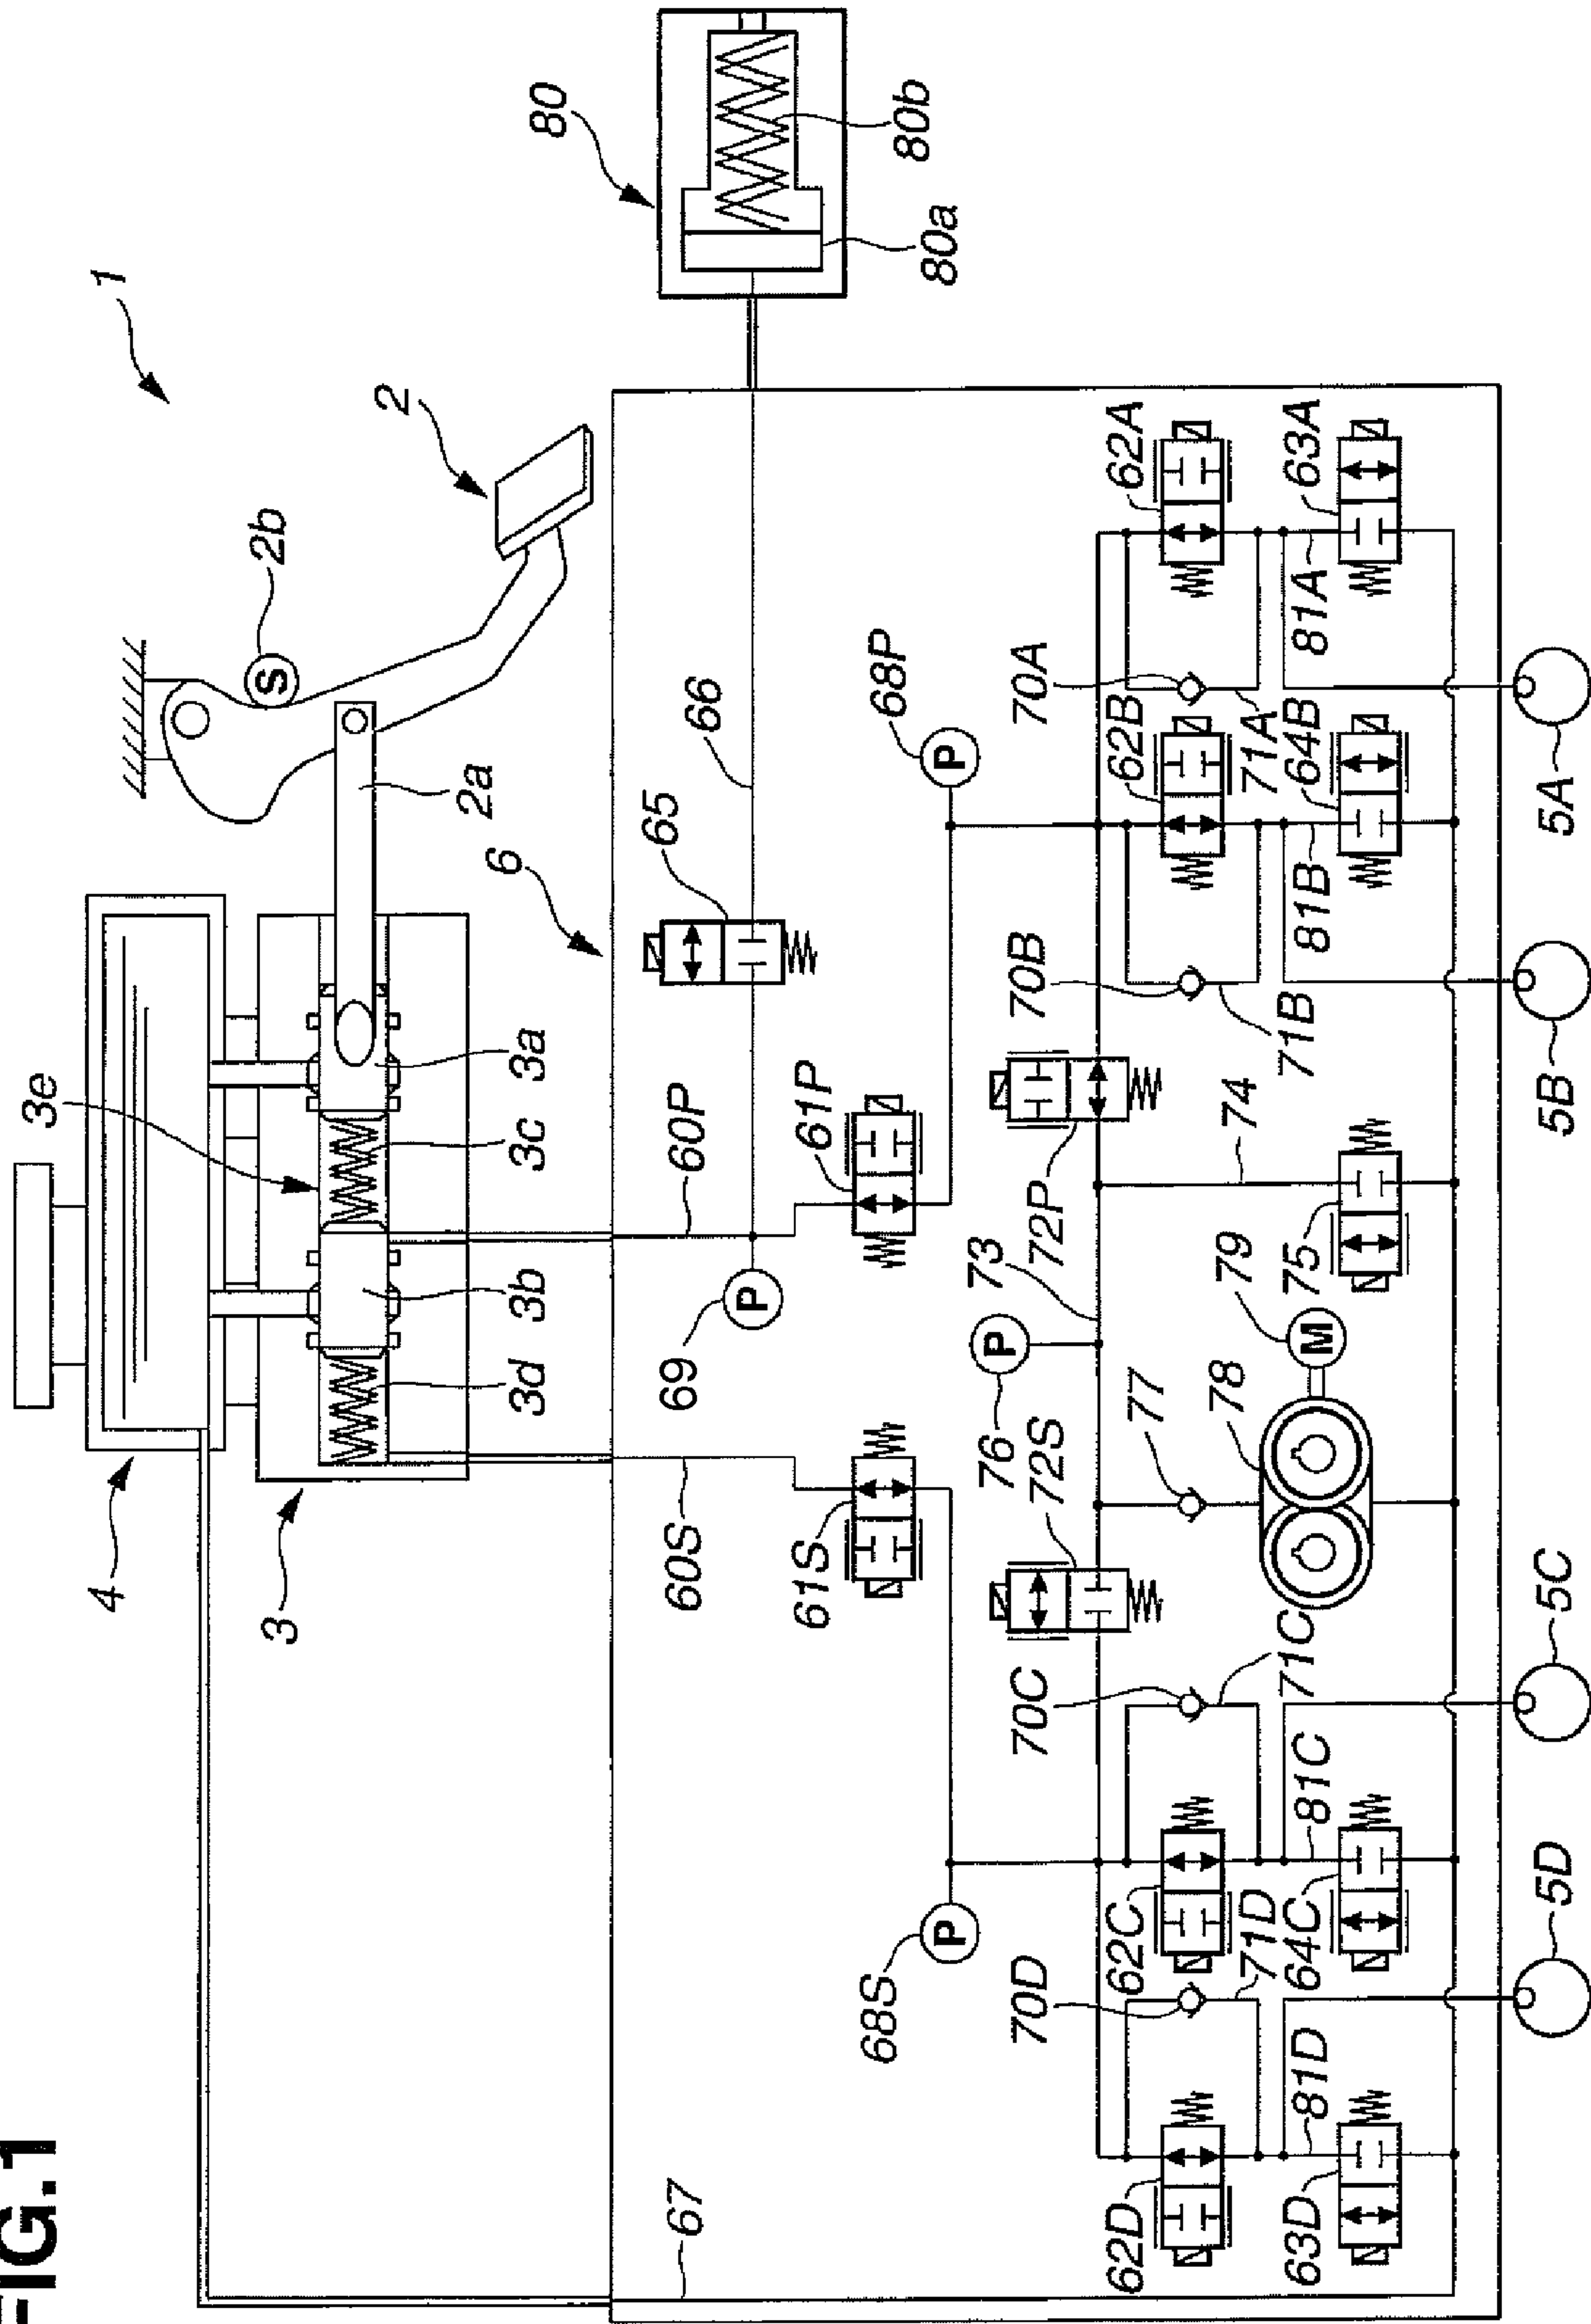 FIG.1
1
2
2a
2b
3
3a
3b
3c
3d
3e
4
S
80
80a
80b
6
60P
60S
61P
61S
65
66
67
68P
P
68S
P
69
P
76
P
62A
62B
62C
62D
63A
63D
64B
64C
70A
70B
70C
70D
71A
71B
71C
71D
72P
72S
73
74
75
77
78
79
M
81A
81B
81C
81D
5A
5B
5C
5D